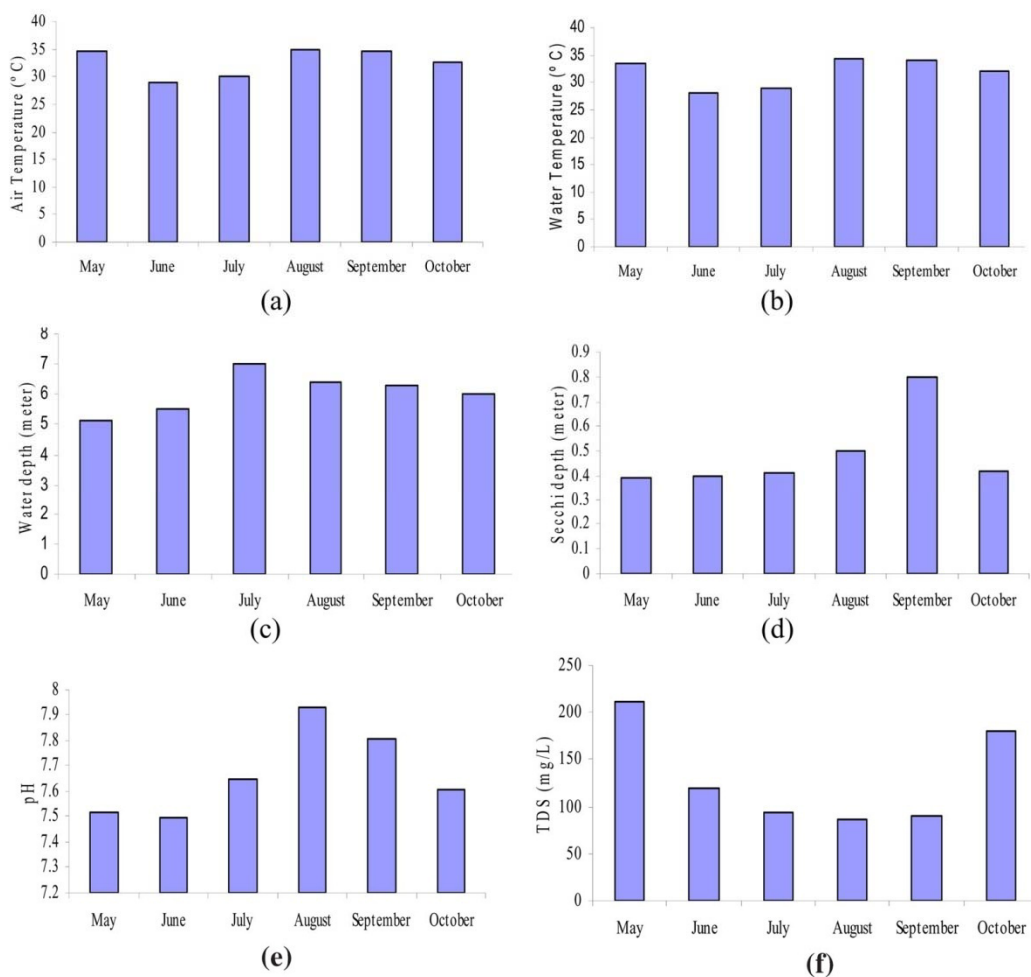 40
35
30
25
20
15
10
5
0
Air Temperature (° C)
May June July August September October
(a)
40
35
30
25
20
15
10
5
0
Water Temperature (° C)
May June July August September October
(b)
8
7
6
5
4
3
2
1
0
Water depth (meter)
May June July August September October
(c)
0.9
0.8
0.7
0.6
0.5
0.4
0.3
0.2
0.1
0
Secchi depth (meter)
May June July August September October
(d)
8
7.9
7.8
7.7
7.6
7.5
7.4
7.3
7.2
pH
May June July August September October
(e)
250
200
150
100
50
0
TDS (mg/L)
May June July August September October
(f)